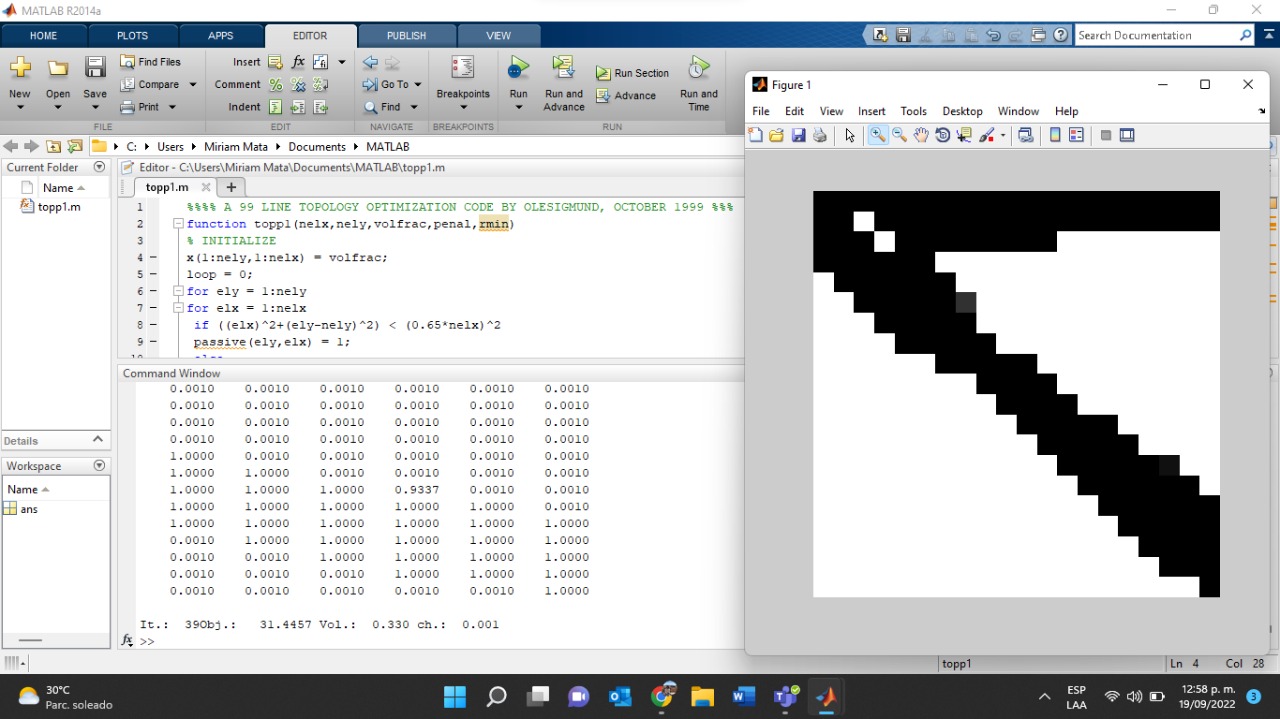 MATLAB R2014a
HOME PLOTS APPS EDITOR PUBLISH VIEW
Search Documentation
New Open Save Find Files Compare Print
FILE
Insert fx
Comment
Indent
EDIT
Go To
Find
NAVIGATE
Breakpoints
BREAKPOINTS
Run Run and Advance Run Section Advance Run and Time
RUN
C: Users Miriam Mata Documents MATLAB
Current Folder
Name
topp1.m
Details
Workspace
Name
ans
Editor - C:\Users\Miriam Mata\Documents\MATLAB\topp1.m
topp1.m
1 %%%% A 99 LINE TOPOLOGY OPTIMIZATION CODE BY OLESIGMUND, OCTOBER 1999 %%%
2 function topp1(nelx,nely,volfrac,penal,rmin)
3 % INITIALIZE
4 x(1:nely,1:nelx) = volfrac;
5 loop = 0;
6 for ely = 1:nely
7 for elx = 1:nelx
8 if ((elx)^2+(ely-nely)^2) < (0.65*nelx)^2
9 passive(ely,elx) = 1;
10 else
Command Window
0.0010 0.0010 0.0010 0.0010 0.0010 0.0010
0.0010 0.0010 0.0010 0.0010 0.0010 0.0010
0.0010 0.0010 0.0010 0.0010 0.0010 0.0010
0.0010 0.0010 0.0010 0.0010 0.0010 0.0010
1.0000 0.0010 0.0010 0.0010 0.0010 0.0010
1.0000 1.0000 0.0010 0.0010 0.0010 0.0010
1.0000 1.0000 1.0000 0.9337 0.0010 0.0010
1.0000 1.0000 1.0000 1.0000 1.0000 0.0010
1.0000 1.0000 1.0000 1.0000 1.0000 1.0000
0.0010 1.0000 1.0000 1.0000 1.0000 1.0000
0.0010 0.0010 1.0000 1.0000 1.0000 1.0000
0.0010 0.0010 0.0010 1.0000 1.0000 1.0000
0.0010 0.0010 0.0010 0.0010 0.0010 1.0000
It.: 39Obj.: 31.4457 Vol.: 0.330 ch.: 0.001
fx >>
Figure 1
File Edit View Insert Tools Desktop Window Help
topp1 Ln 4 Col 28
30°C
Parc. soleado
ESP
LAA
12:58 p. m.
19/09/2022
3